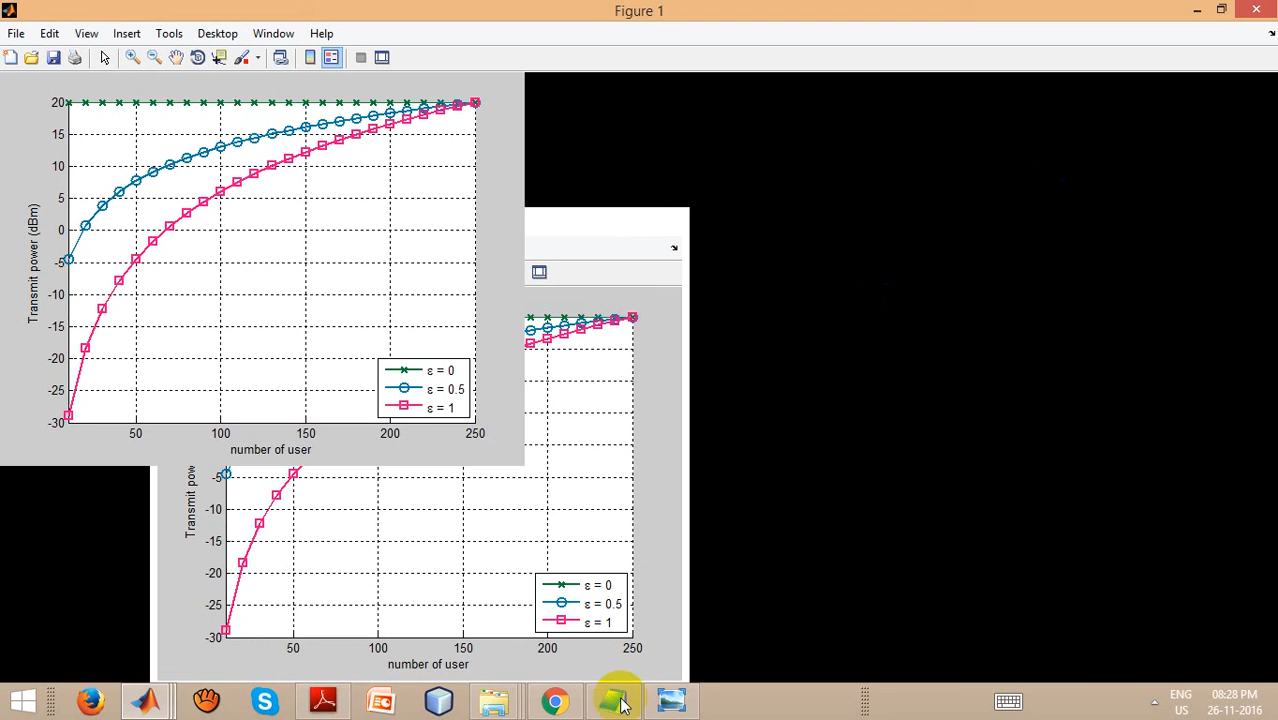 Figure 1
File Edit View Insert Tools Desktop Window Help
20
15
10
5
0
-5
-10
-15
-20
-25
-30
Transmit power (dBm)
ε = 0
ε = 0.5
ε = 1
50 100 150 200 250
number of user
-5
-10
-15
-20
-25
-30
Transmit pow
ε = 0
ε = 0.5
ε = 1
50 100 150 200 250
number of user
ENG 08:28 PM
US 26-11-2016